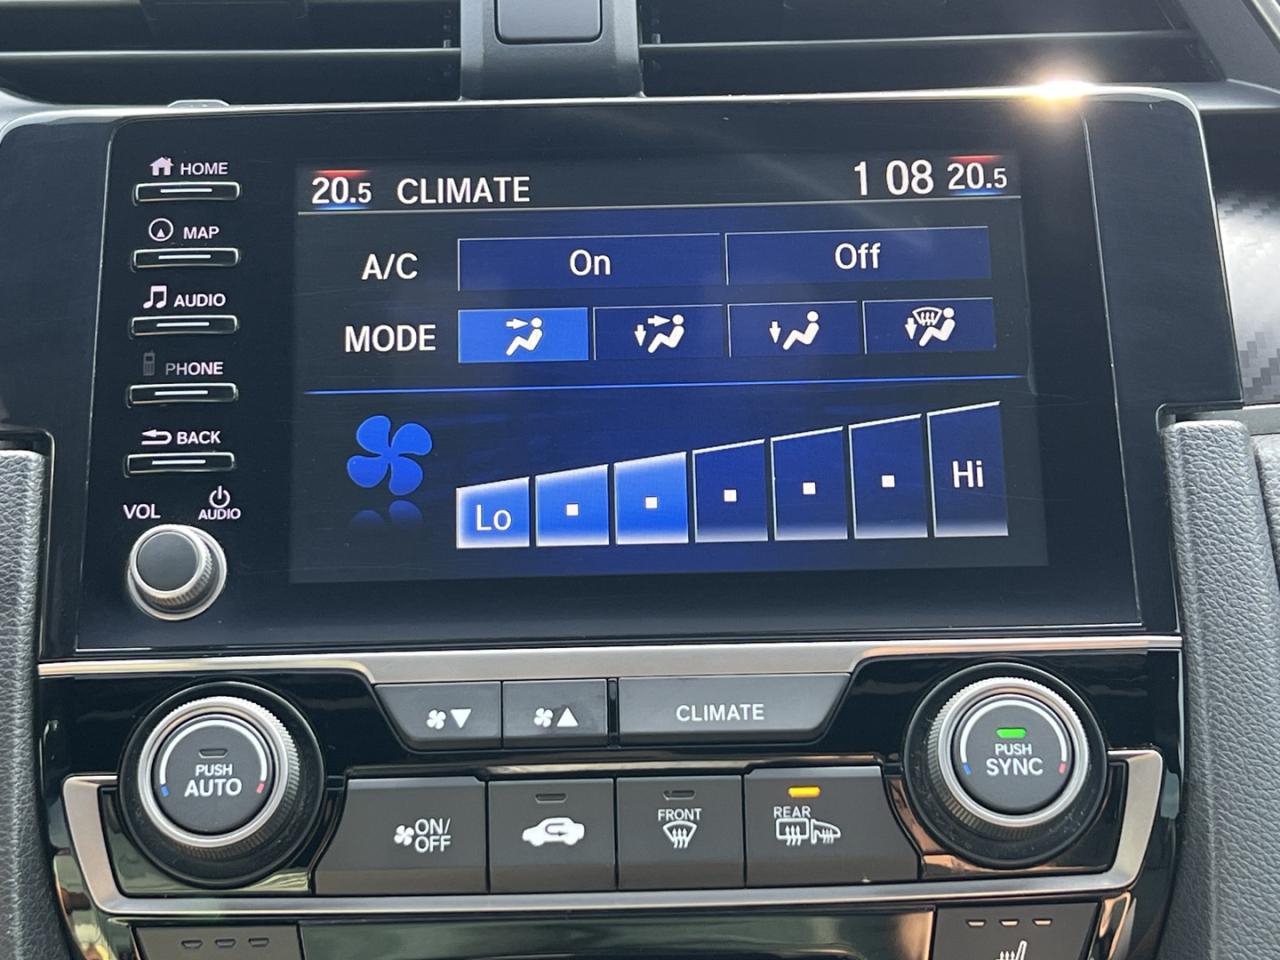 HOME
MAP
AUDIO
PHONE
BACK
VOL
AUDIO
20.5 CLIMATE 1 08 20.5
A/C On Off
MODE
Lo Hi
CLIMATE
PUSH
AUTO
PUSH
SYNC
ON/
OFF
FRONT
REAR